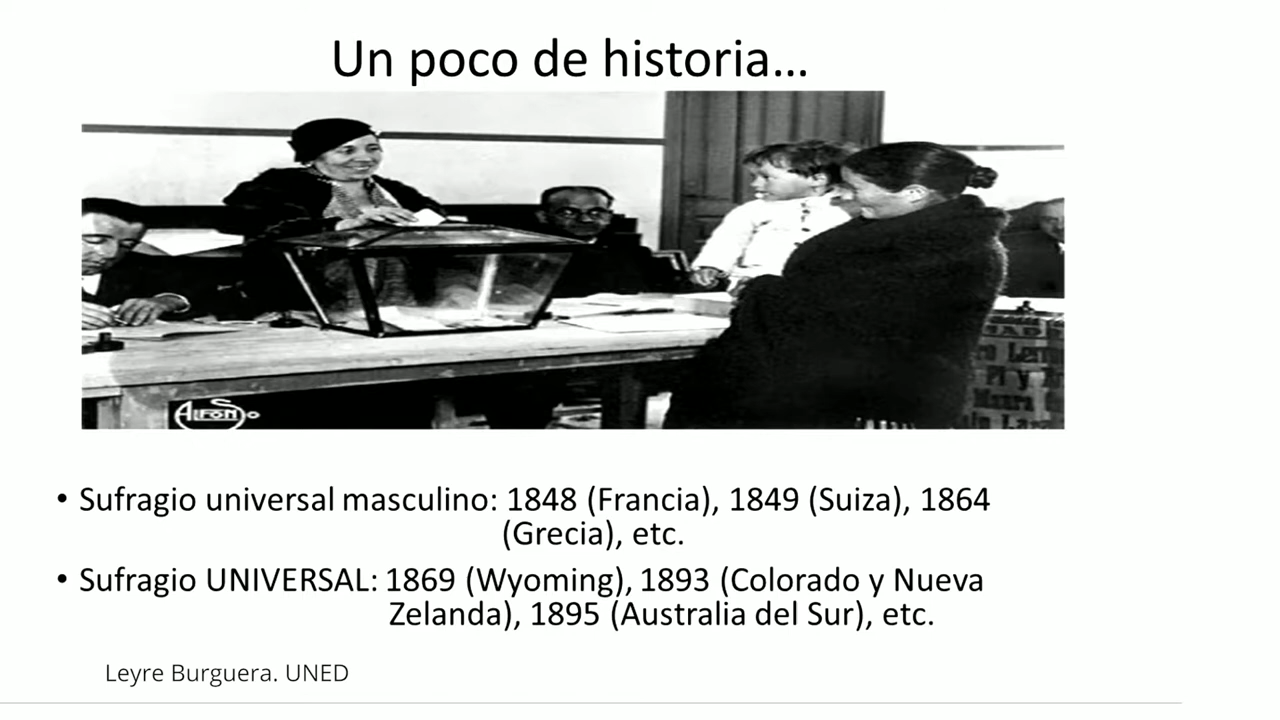 Un poco de historia...
ALFONSO
• Sufragio universal masculino: 1848 (Francia), 1849 (Suiza), 1864
(Grecia), etc.
• Sufragio UNIVERSAL: 1869 (Wyoming), 1893 (Colorado y Nueva
Zelanda), 1895 (Australia del Sur), etc.
Leyre Burguera. UNED